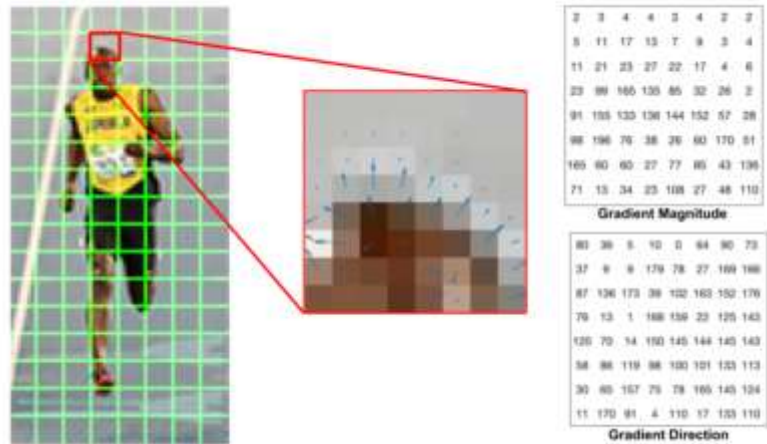 2 3 4 4 3 4 2 2
5 11 17 13 7 9 3 4
11 21 23 27 22 17 4 6
23 99 165 135 85 32 26 2
91 155 133 136 144 152 57 28
98 196 76 38 26 60 170 51
165 60 60 27 77 85 43 136
71 13 34 23 108 27 48 110
Gradient Magnitude
80 36 5 10 0 64 90 73
37 9 9 179 78 27 169 166
87 136 173 39 102 163 152 176
76 13 1 168 159 22 125 143
120 70 14 150 145 144 145 143
58 86 119 98 100 101 133 113
30 65 157 75 78 165 145 124
11 170 91 4 110 17 133 110
Gradient Direction